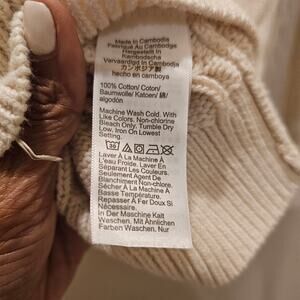 Made In Cambodia
Fabriqué Au Cambodge
Hergestellt In
Kambodscha
Vervaardigd In Cambodja
カンボジア製
hecho en camboya
100% Cotton/ Coton/
Baumwolle/ Katoen/ 綿/
algodón
Machine Wash Cold. With
Like Colors. Non-chlorine
Bleach Only. Tumble Dry
Low. Iron On Lowest
Setting.
30
Laver À La Machine À
L'eau Froide. Laver En
Séparant Les Couleurs.
Seulement Agent De
Blanchiment Non-chlore.
Sécher À La Machine À
Basse Température.
Repasser À Fer Doux Si
Nécessaire.
In Der Maschine Kalt
Waschen. Mit Ähnlichen
Farben Waschen. Nur